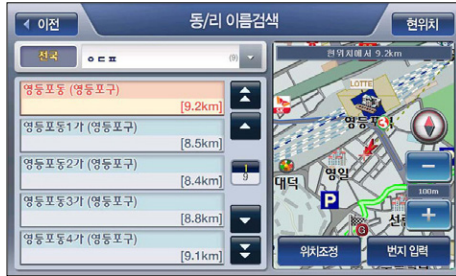 이전
동/리 이름검색
현위치
전국
ㅇㄷㅍ
(9)
현위치에서 9.2km
영등포동 (영등포구)
[9.2km]
영등포동1가 (영등포구)
[8.5km]
영등포동2가 (영등포구)
[8.4km]
영등포동3가 (영등포구)
[8.8km]
영등포동4가 (영등포구)
[9.1km]
1
9
LOTTE
대덕
영일
P
G
100m
위치조정
번지 입력